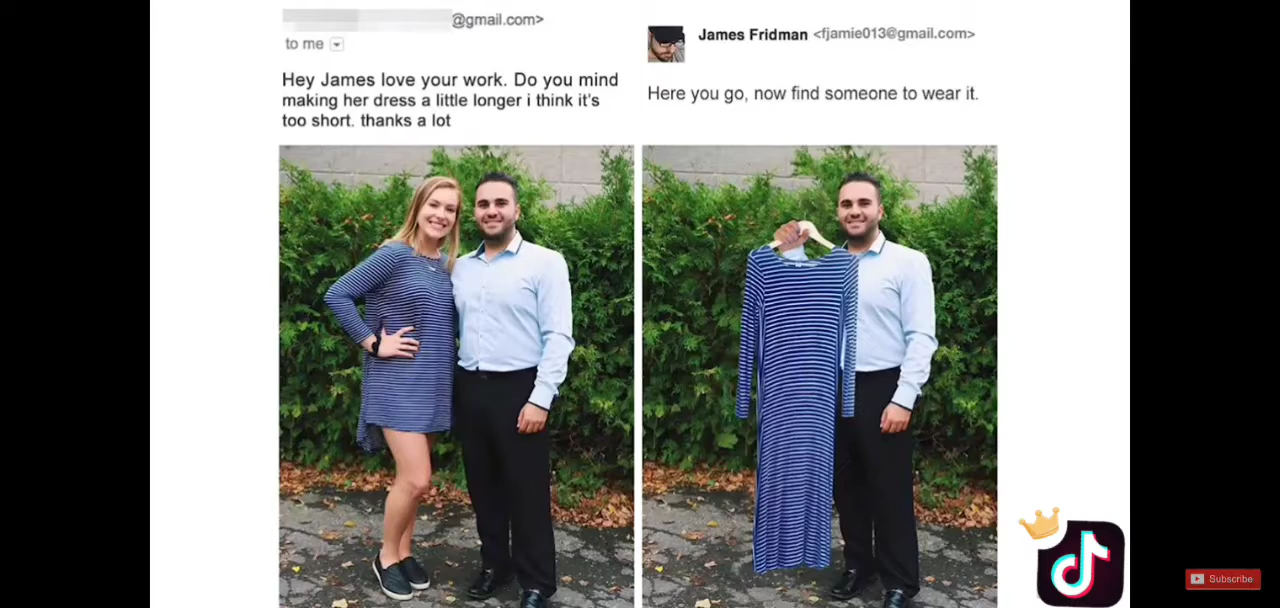 @gmail.com>
to me
Hey James love your work. Do you mind
making her dress a little longer i think it's
too short. thanks a lot
James Fridman <fjamie013@gmail.com>
Here you go, now find someone to wear it.
Subscribe